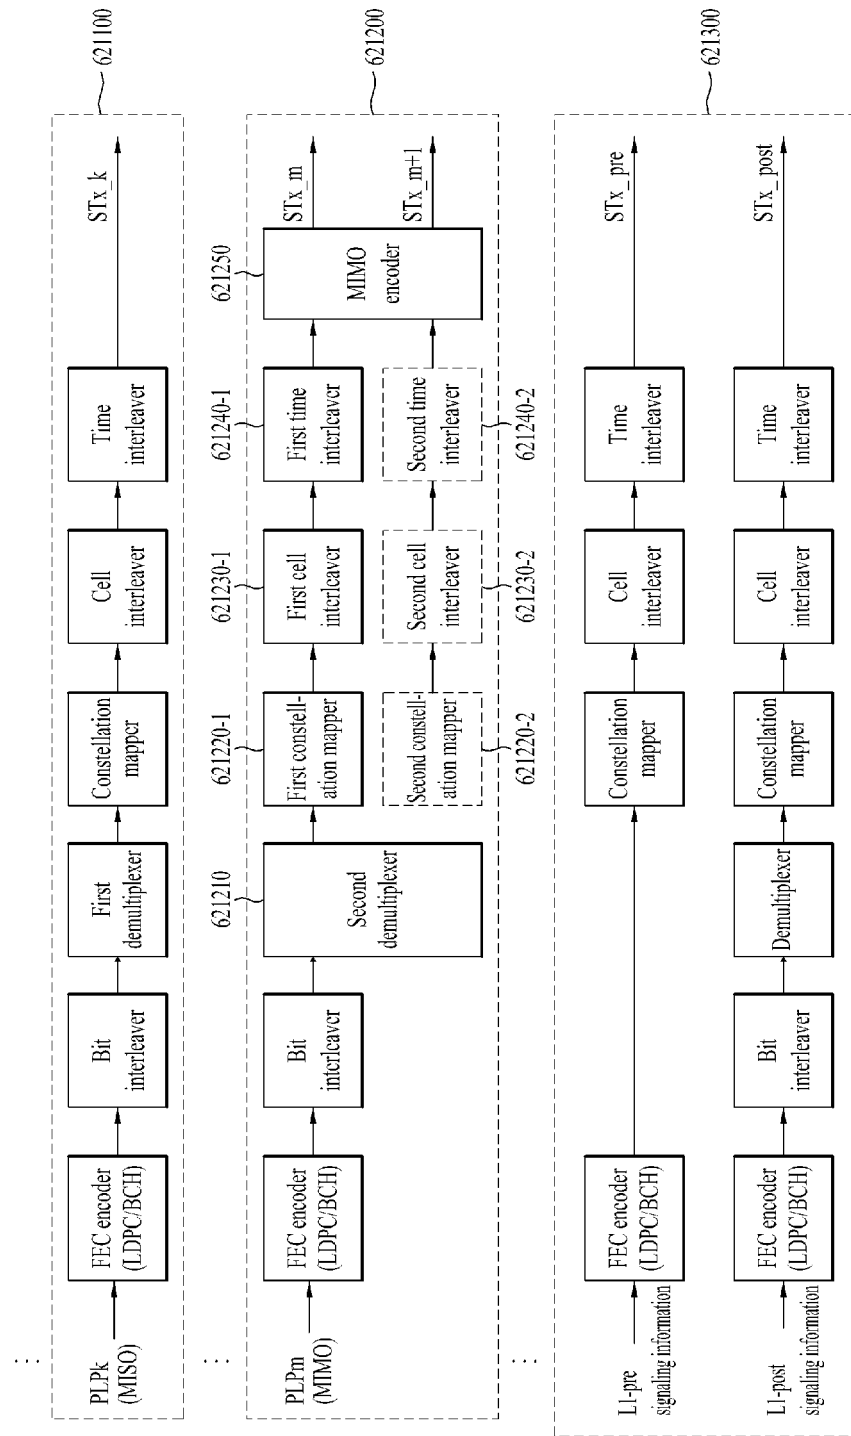 621100
⋮
PLPk
(MISO)
FEC encoder
(LDPC/BCH)
Bit
interleaver
First
demultiplexer
Constellation
mapper
Cell
interleaver
Time
interleaver
STx_k
621200
⋮
PLPm
(MIMO)
FEC encoder
(LDPC/BCH)
Bit
interleaver
621210
Second
demultiplexer
621220-1
First constell-
ation mapper
621230-1
First cell
interleaver
621240-1
First time
interleaver
621250
MIMO
encoder
STx_m
STx_m+1
Second constell-
ation mapper
621220-2
Second cell
interleaver
621230-2
Second time
interleaver
621240-2
621300
⋮
L1-pre
signaling information
FEC encoder
(LDPC/BCH)
Constellation
mapper
Cell
interleaver
Time
interleaver
STx_pre
L1-post
signaling information
FEC encoder
(LDPC/BCH)
Bit
interleaver
Demultiplexer
Constellation
mapper
Cell
interleaver
Time
interleaver
STx_post